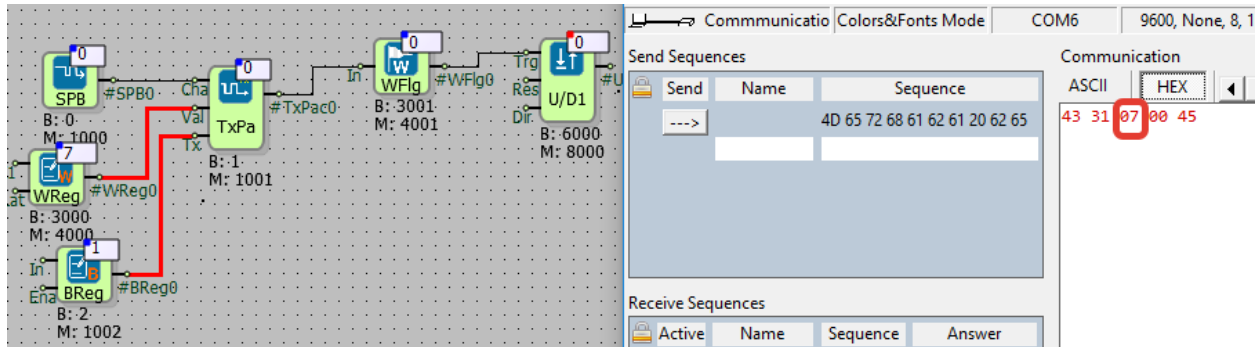 0
SPB
#SPB0
B: 0
M: 1000
7
WReg
#WReg0
B: 3000
M: 4000
1
In
Ena
BReg
#BReg0
B: 2
M: 1002
0
Cha
Val
Tx
TxPa
#TxPac0
B: 1
M: 1001
0
In
WFlg
#WFlg0
B: 3001
M: 4001
0
Trg
Res
Dir
U/D1
#U
B: 6000
M: 8000
Commmunicatio Colors&Fonts Mode COM6 9600, None, 8, 1
Send Sequences
Send Name Sequence
---> 4D 65 72 68 61 62 61 20 62 65
Receive Sequences
Active Name Sequence Answer
Communication
ASCII HEX
43 31 07 00 45